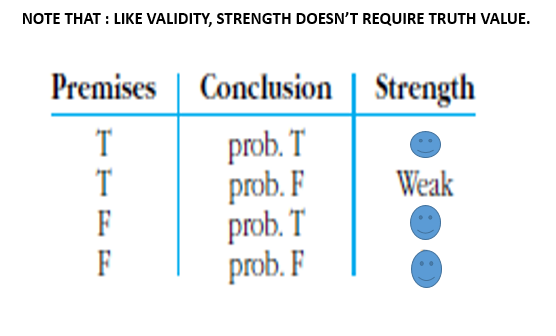 NOTE THAT : LIKE VALIDITY, STRENGTH DOESN’T REQUIRE TRUTH VALUE.
Premises Conclusion Strength
T prob. T
T prob. F Weak
F prob. T
F prob. F